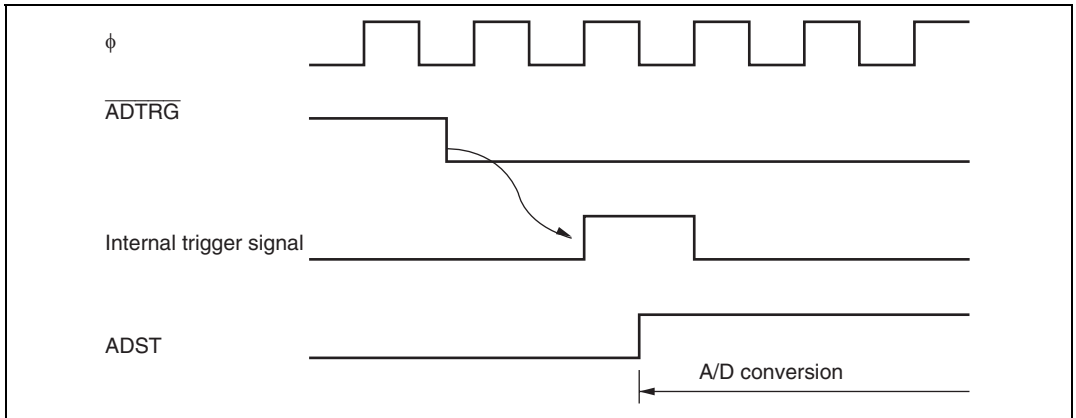 ϕ
ADTRG
Internal trigger signal
ADST
A/D conversion